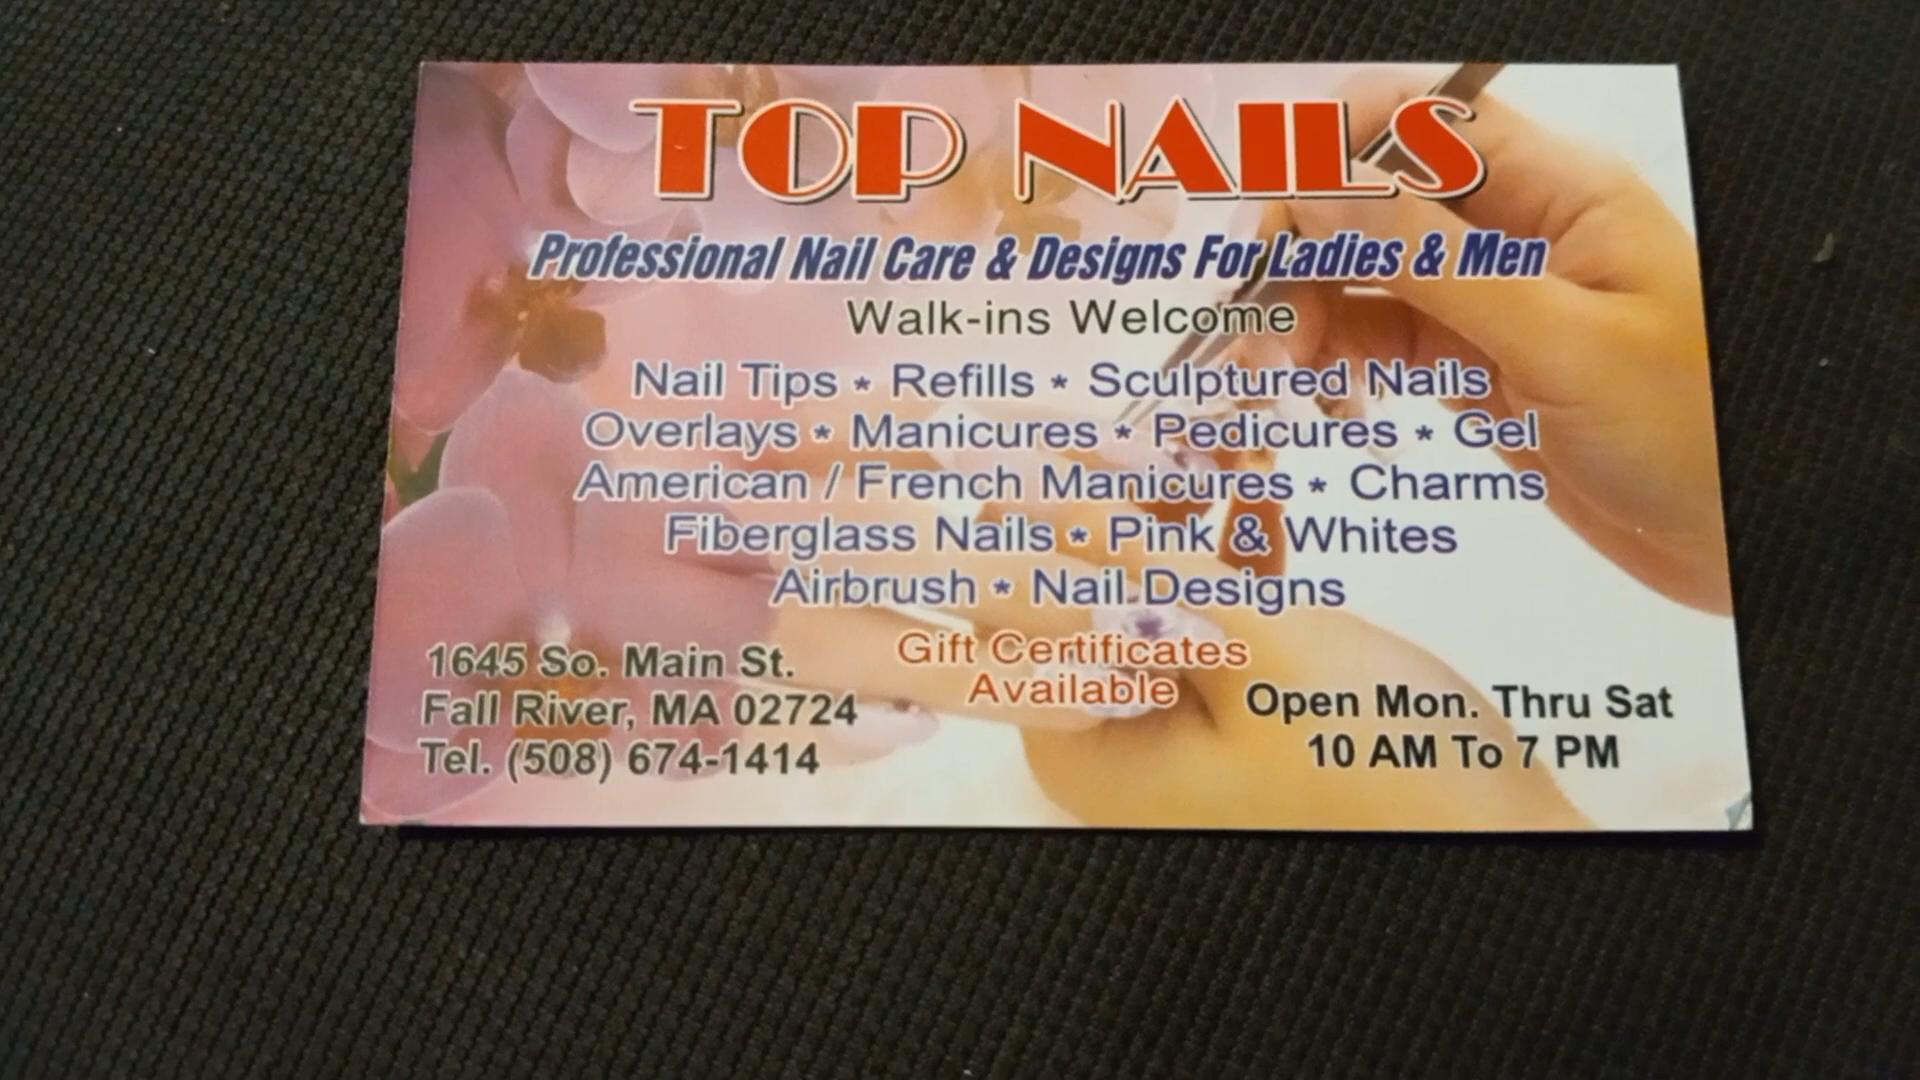 TOP NAILS
Professional Nail Care & Designs For Ladies & Men
Walk-ins Welcome
Nail Tips * Refills * Sculptured Nails
Overlays * Manicures * Pedicures * Gel
American / French Manicures * Charms
Fiberglass Nails * Pink & Whites
Airbrush * Nail Designs
Gift Certificates
Available
1645 So. Main St.
Fall River, MA 02724
Tel. (508) 674-1414
Open Mon. Thru Sat
10 AM To 7 PM